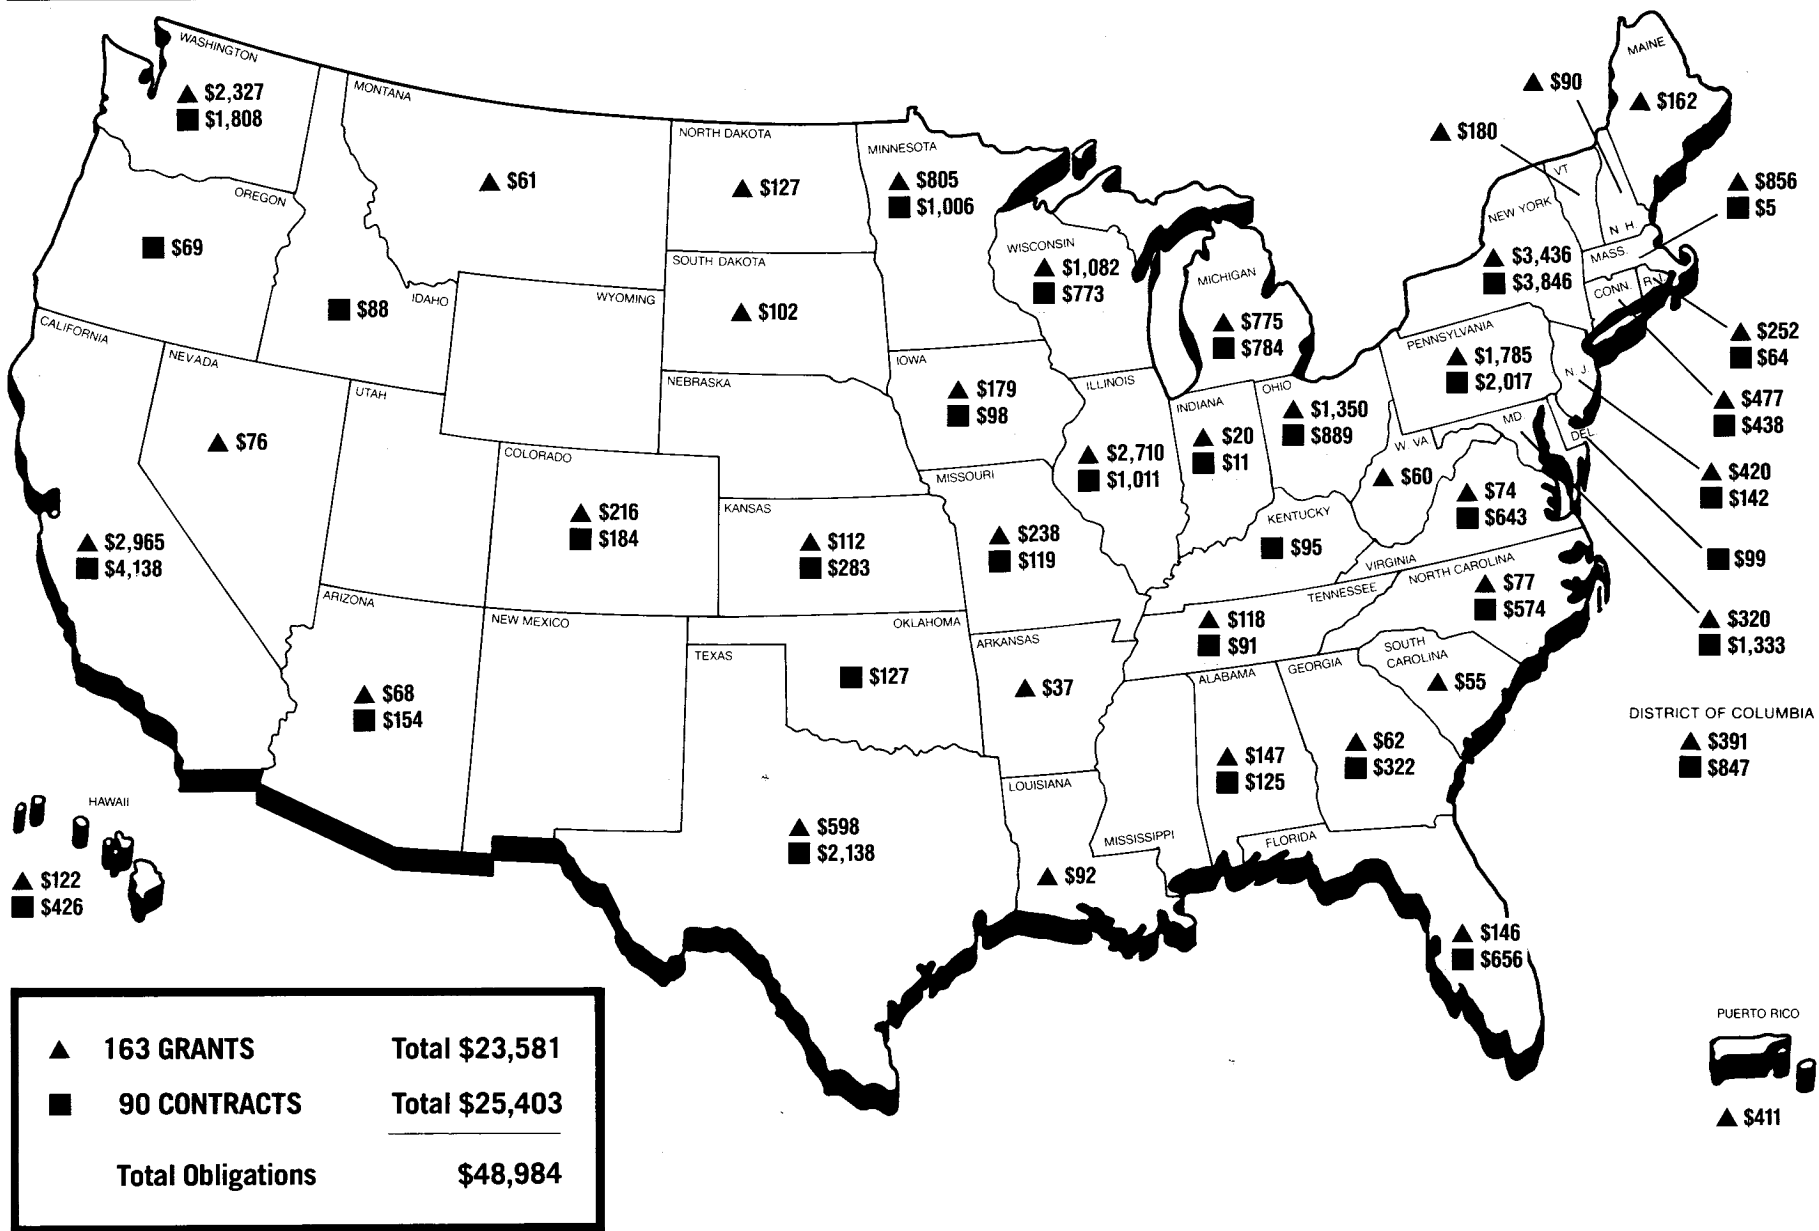 WASHINGTON
▲ $2,327
■ $1,808
MONTANA
▲ $61
NORTH DAKOTA
▲ $127
MINNESOTA
▲ $805
■ $1,006
MAINE
▲ $162
▲ $90
▲ $180
VT
N. H.
▲ $856
■ $5
OREGON
■ $69
IDAHO
■ $88
WYOMING
SOUTH DAKOTA
▲ $102
WISCONSIN
▲ $1,082
■ $773
MICHIGAN
▲ $775
■ $784
NEW YORK
▲ $3,436
■ $3,846
MASS.
CONN.
R.I.
▲ $252
■ $64
▲ $477
■ $438
CALIFORNIA
▲ $2,965
■ $4,138
NEVADA
▲ $76
UTAH
COLORADO
▲ $216
■ $184
NEBRASKA
KANSAS
▲ $112
■ $283
IOWA
▲ $179
■ $98
MISSOURI
▲ $238
■ $119
ILLINOIS
▲ $2,710
■ $1,011
INDIANA
▲ $20
■ $11
OHIO
▲ $1,350
■ $889
PENNSYLVANIA
▲ $1,785
■ $2,017
N. J.
▲ $420
■ $142
MD.
DEL.
■ $99
▲ $320
■ $1,333
W. VA
▲ $60
▲ $74
■ $643
VIRGINIA
KENTUCKY
■ $95
TENNESSEE
▲ $118
■ $91
NORTH CAROLINA
▲ $77
■ $574
SOUTH
CAROLINA
▲ $55
ARIZONA
▲ $68
■ $154
NEW MEXICO
OKLAHOMA
■ $127
TEXAS
▲ $598
■ $2,138
ARKANSAS
▲ $37
LOUISIANA
▲ $92
MISSISSIPPI
ALABAMA
▲ $147
■ $125
GEORGIA
▲ $62
■ $322
FLORIDA
▲ $146
■ $656
DISTRICT OF COLUMBIA
▲ $391
■ $847
HAWAII
▲ $122
■ $426
PUERTO RICO
▲ $411
▲ 163 GRANTS Total $23,581
■ 90 CONTRACTS Total $25,403
Total Obligations $48,984